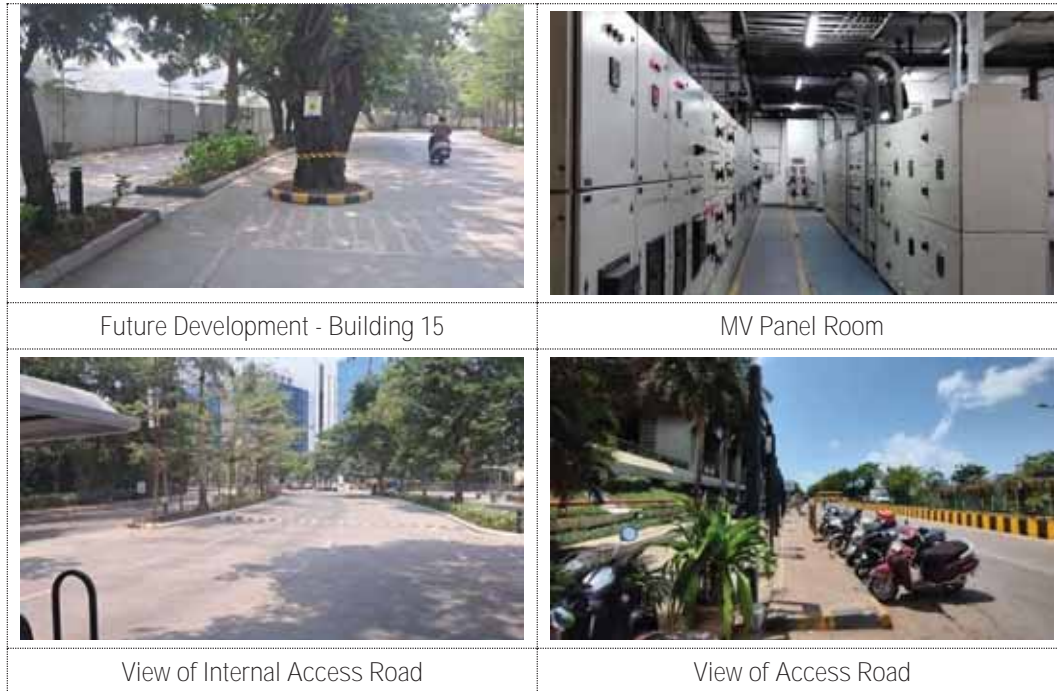 Future Development - Building 15
MV Panel Room
View of Internal Access Road
View of Access Road